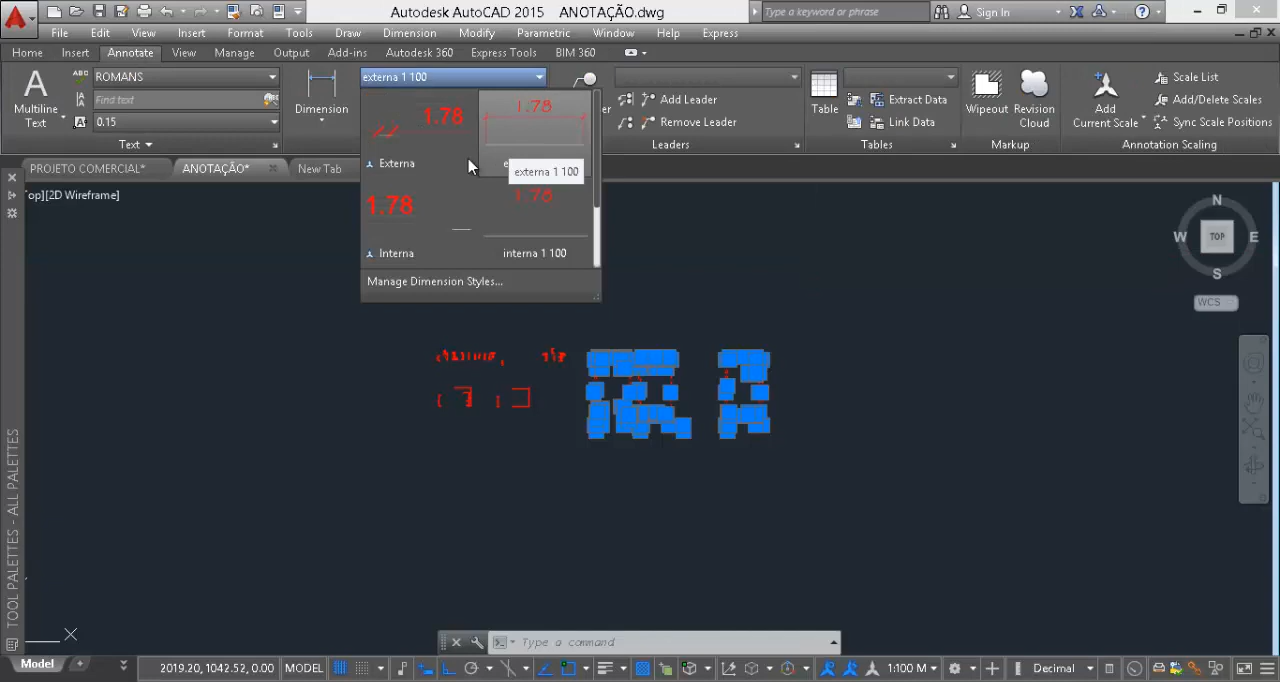 Autodesk AutoCAD 2015 ANOTAÇÃO.dwg
Type a keyword or phrase
Sign In
File Edit View Insert Format Tools Draw Dimension Modify Parametric Window Help Express
Home Insert Annotate View Manage Output Add-ins Autodesk 360 Express Tools BIM 360
A Multiline Text
ABC ROMANS
Find text
0.15
Text
Dimension
externa 1 100
Add Leader
Remove Leader
Leaders
Table
Extract Data
Link Data
Tables
Wipeout
Revision Cloud
Markup
Add Current Scale
Scale List
Add/Delete Scales
Sync Scale Positions
Annotation Scaling
1.78
Externa
1.78
externa 1 100
1.78
Interna
1.78
interna 1 100
Manage Dimension Styles...
PROJETO COMERCIAL* ANOTAÇÃO* New Tab
op][2D Wireframe]
N
W TOP E
S
WCS
TOOL PALETTES - ALL PALETTES
X
Type a command
Model
2019.20, 1042.52, 0.00 MODEL 1:100 M Decimal